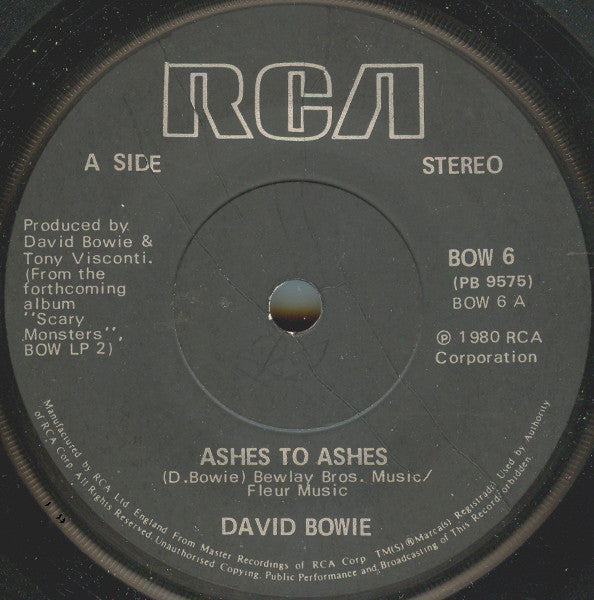 RCA
A SIDE
STEREO
Produced by
David Bowie &
Tony Visconti.
(From the
forthcoming
album
"Scary
Monsters",
BOW LP 2)
BOW 6
(PB 9575)
BOW 6 A
℗ 1980 RCA
Corporation
ASHES TO ASHES
(D.Bowie) Bewlay Bros. Music/
Fleur Music
DAVID BOWIE
Manufactured by RCA Ltd. England From Master Recordings of RCA Corp. TM(S)®Marca(s) Registrada(s) Used by Authority
of RCA Corp. All Rights Reserved. Unauthorised Copying, Public Performance and Broadcasting of This Record Forbidden.